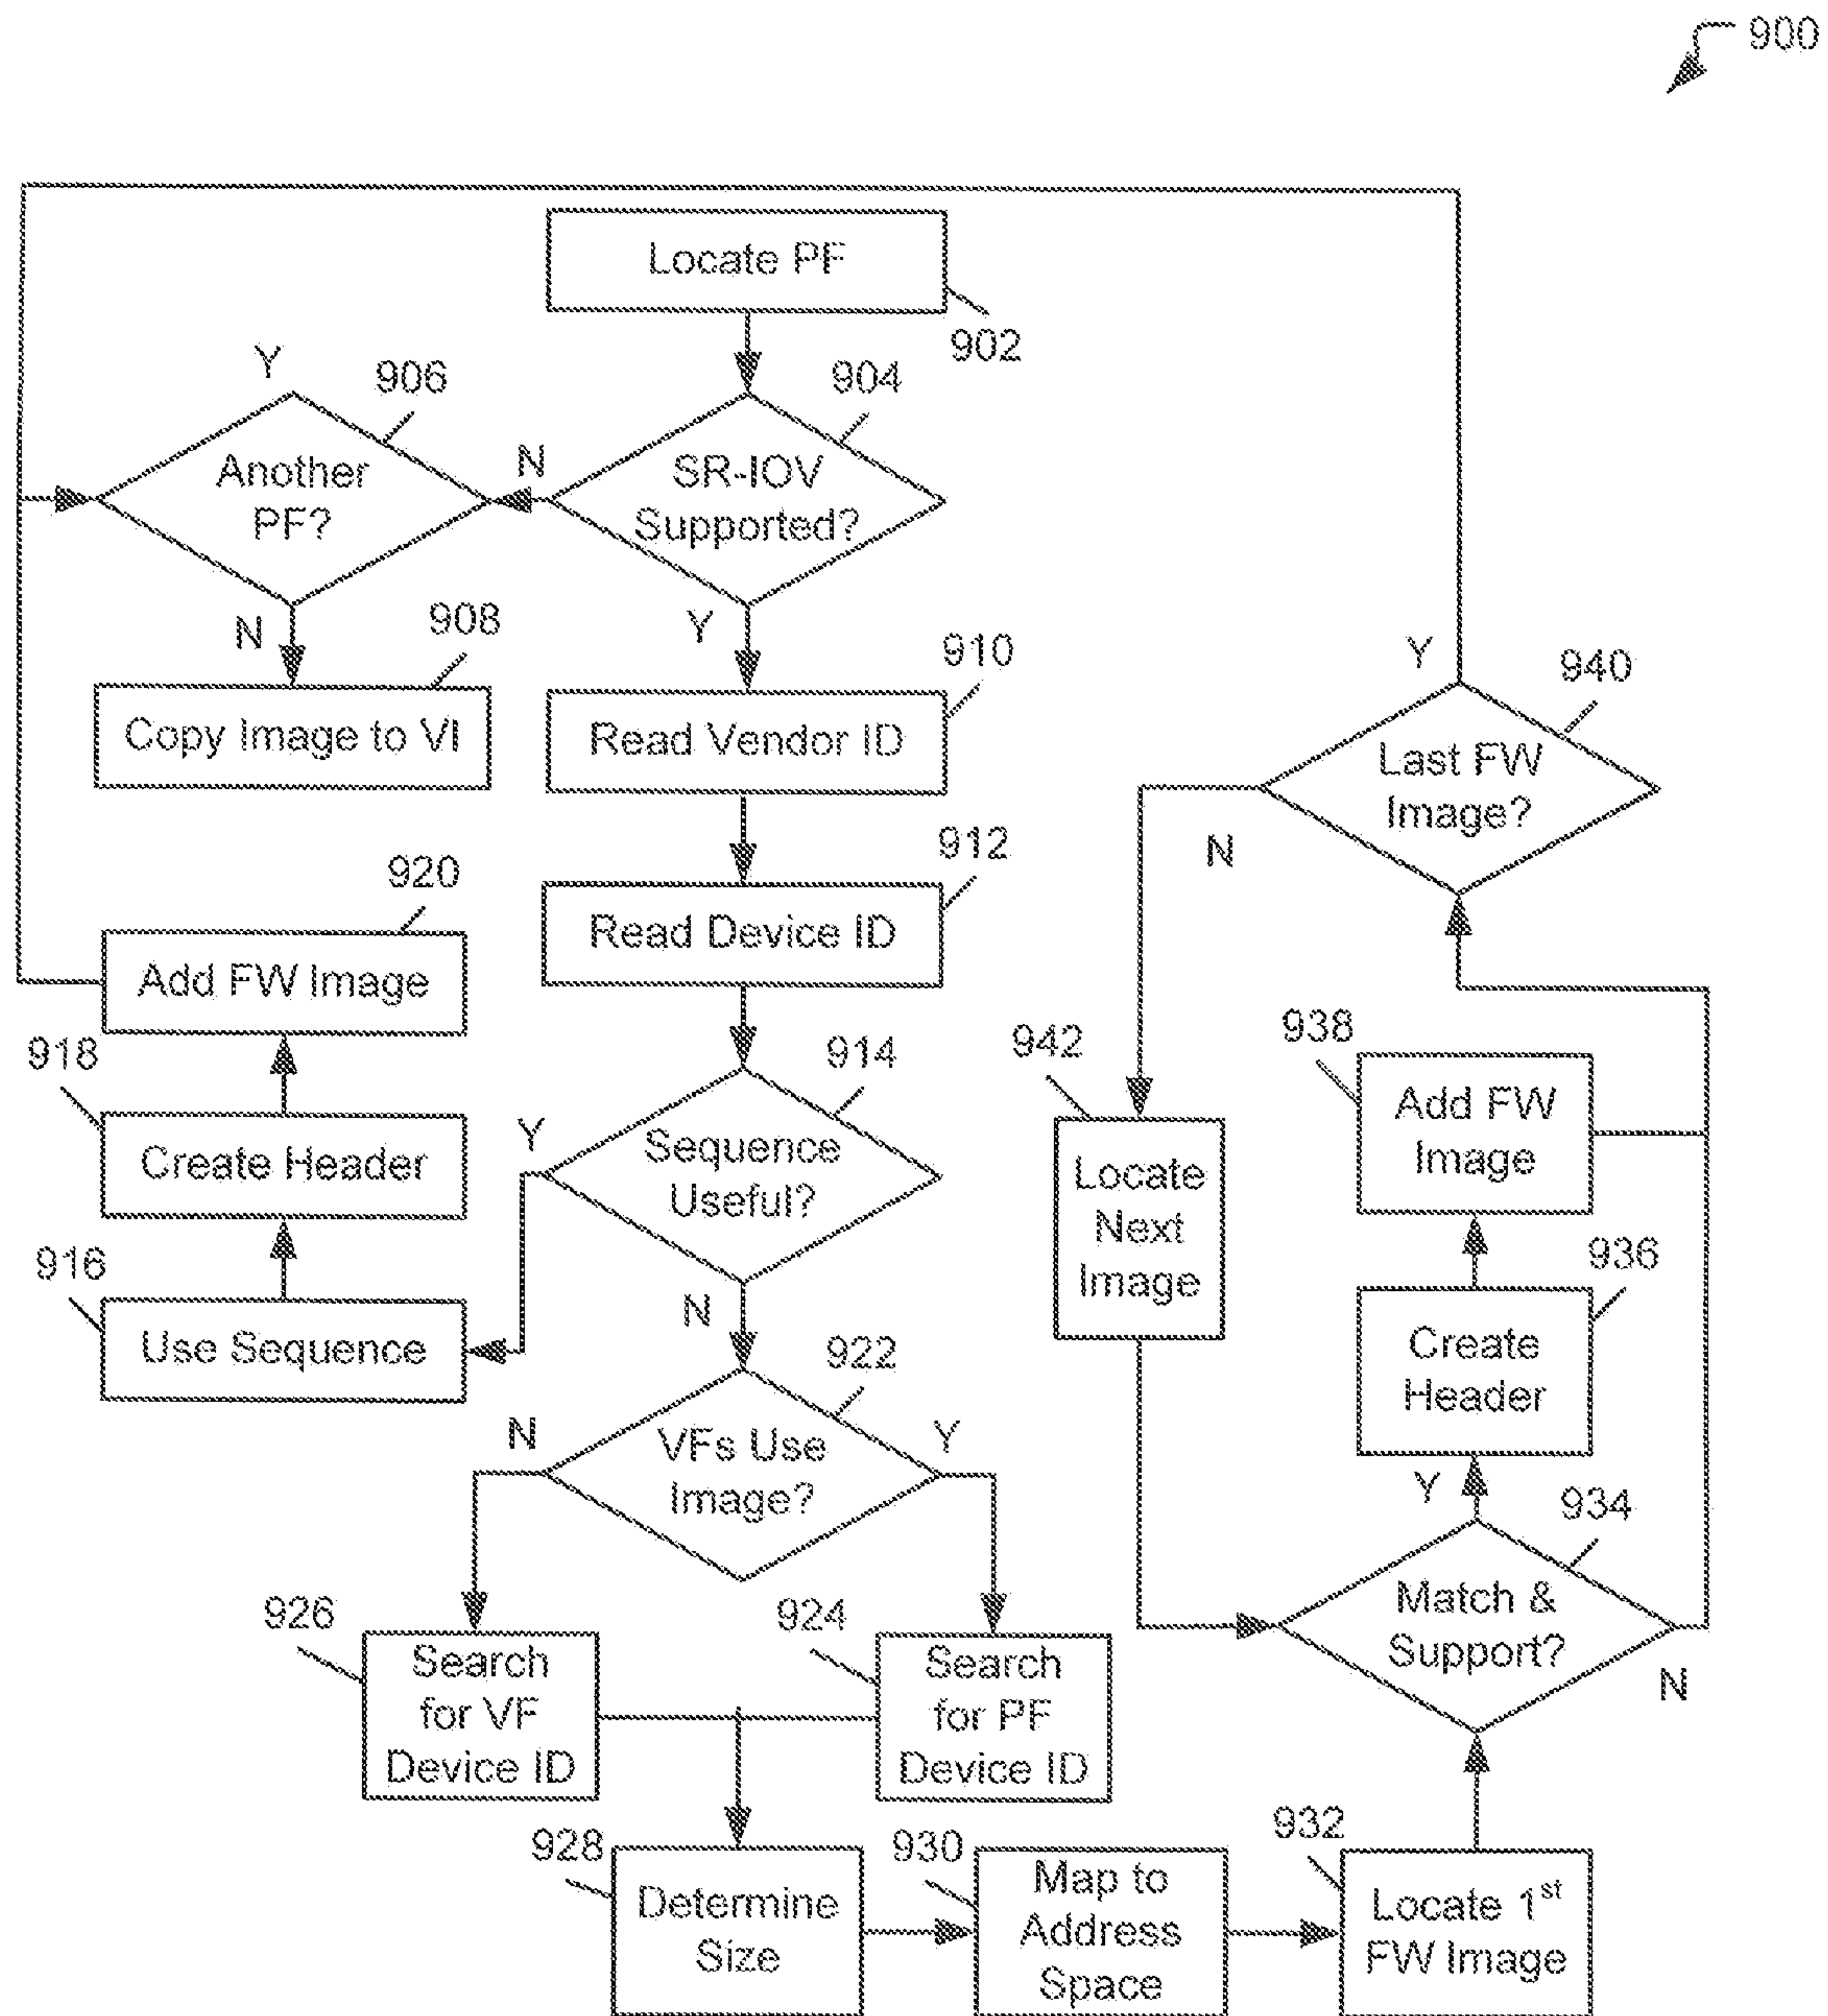 900
Locate PF
902
Y
906
904
Another
PF?
N
SR-IOV
Supported?
N
908
Y
910
Copy Image to VI
Read Vendor ID
Y
940
Last FW
Image?
N
912
920
Read Device ID
Add FW Image
918
914
942
938
Add FW
Image
Create Header
Y
Sequence
Useful?
Locate
Next
Image
916
936
Use Sequence
N
922
Create
Header
N
VFs Use
Image?
Y
Y
934
926
924
Match &
Support?
N
Search
for VF
Device ID
Search
for PF
Device ID
928
930
932
Determine
Size
Map to
Address
Space
Locate 1st
FW Image